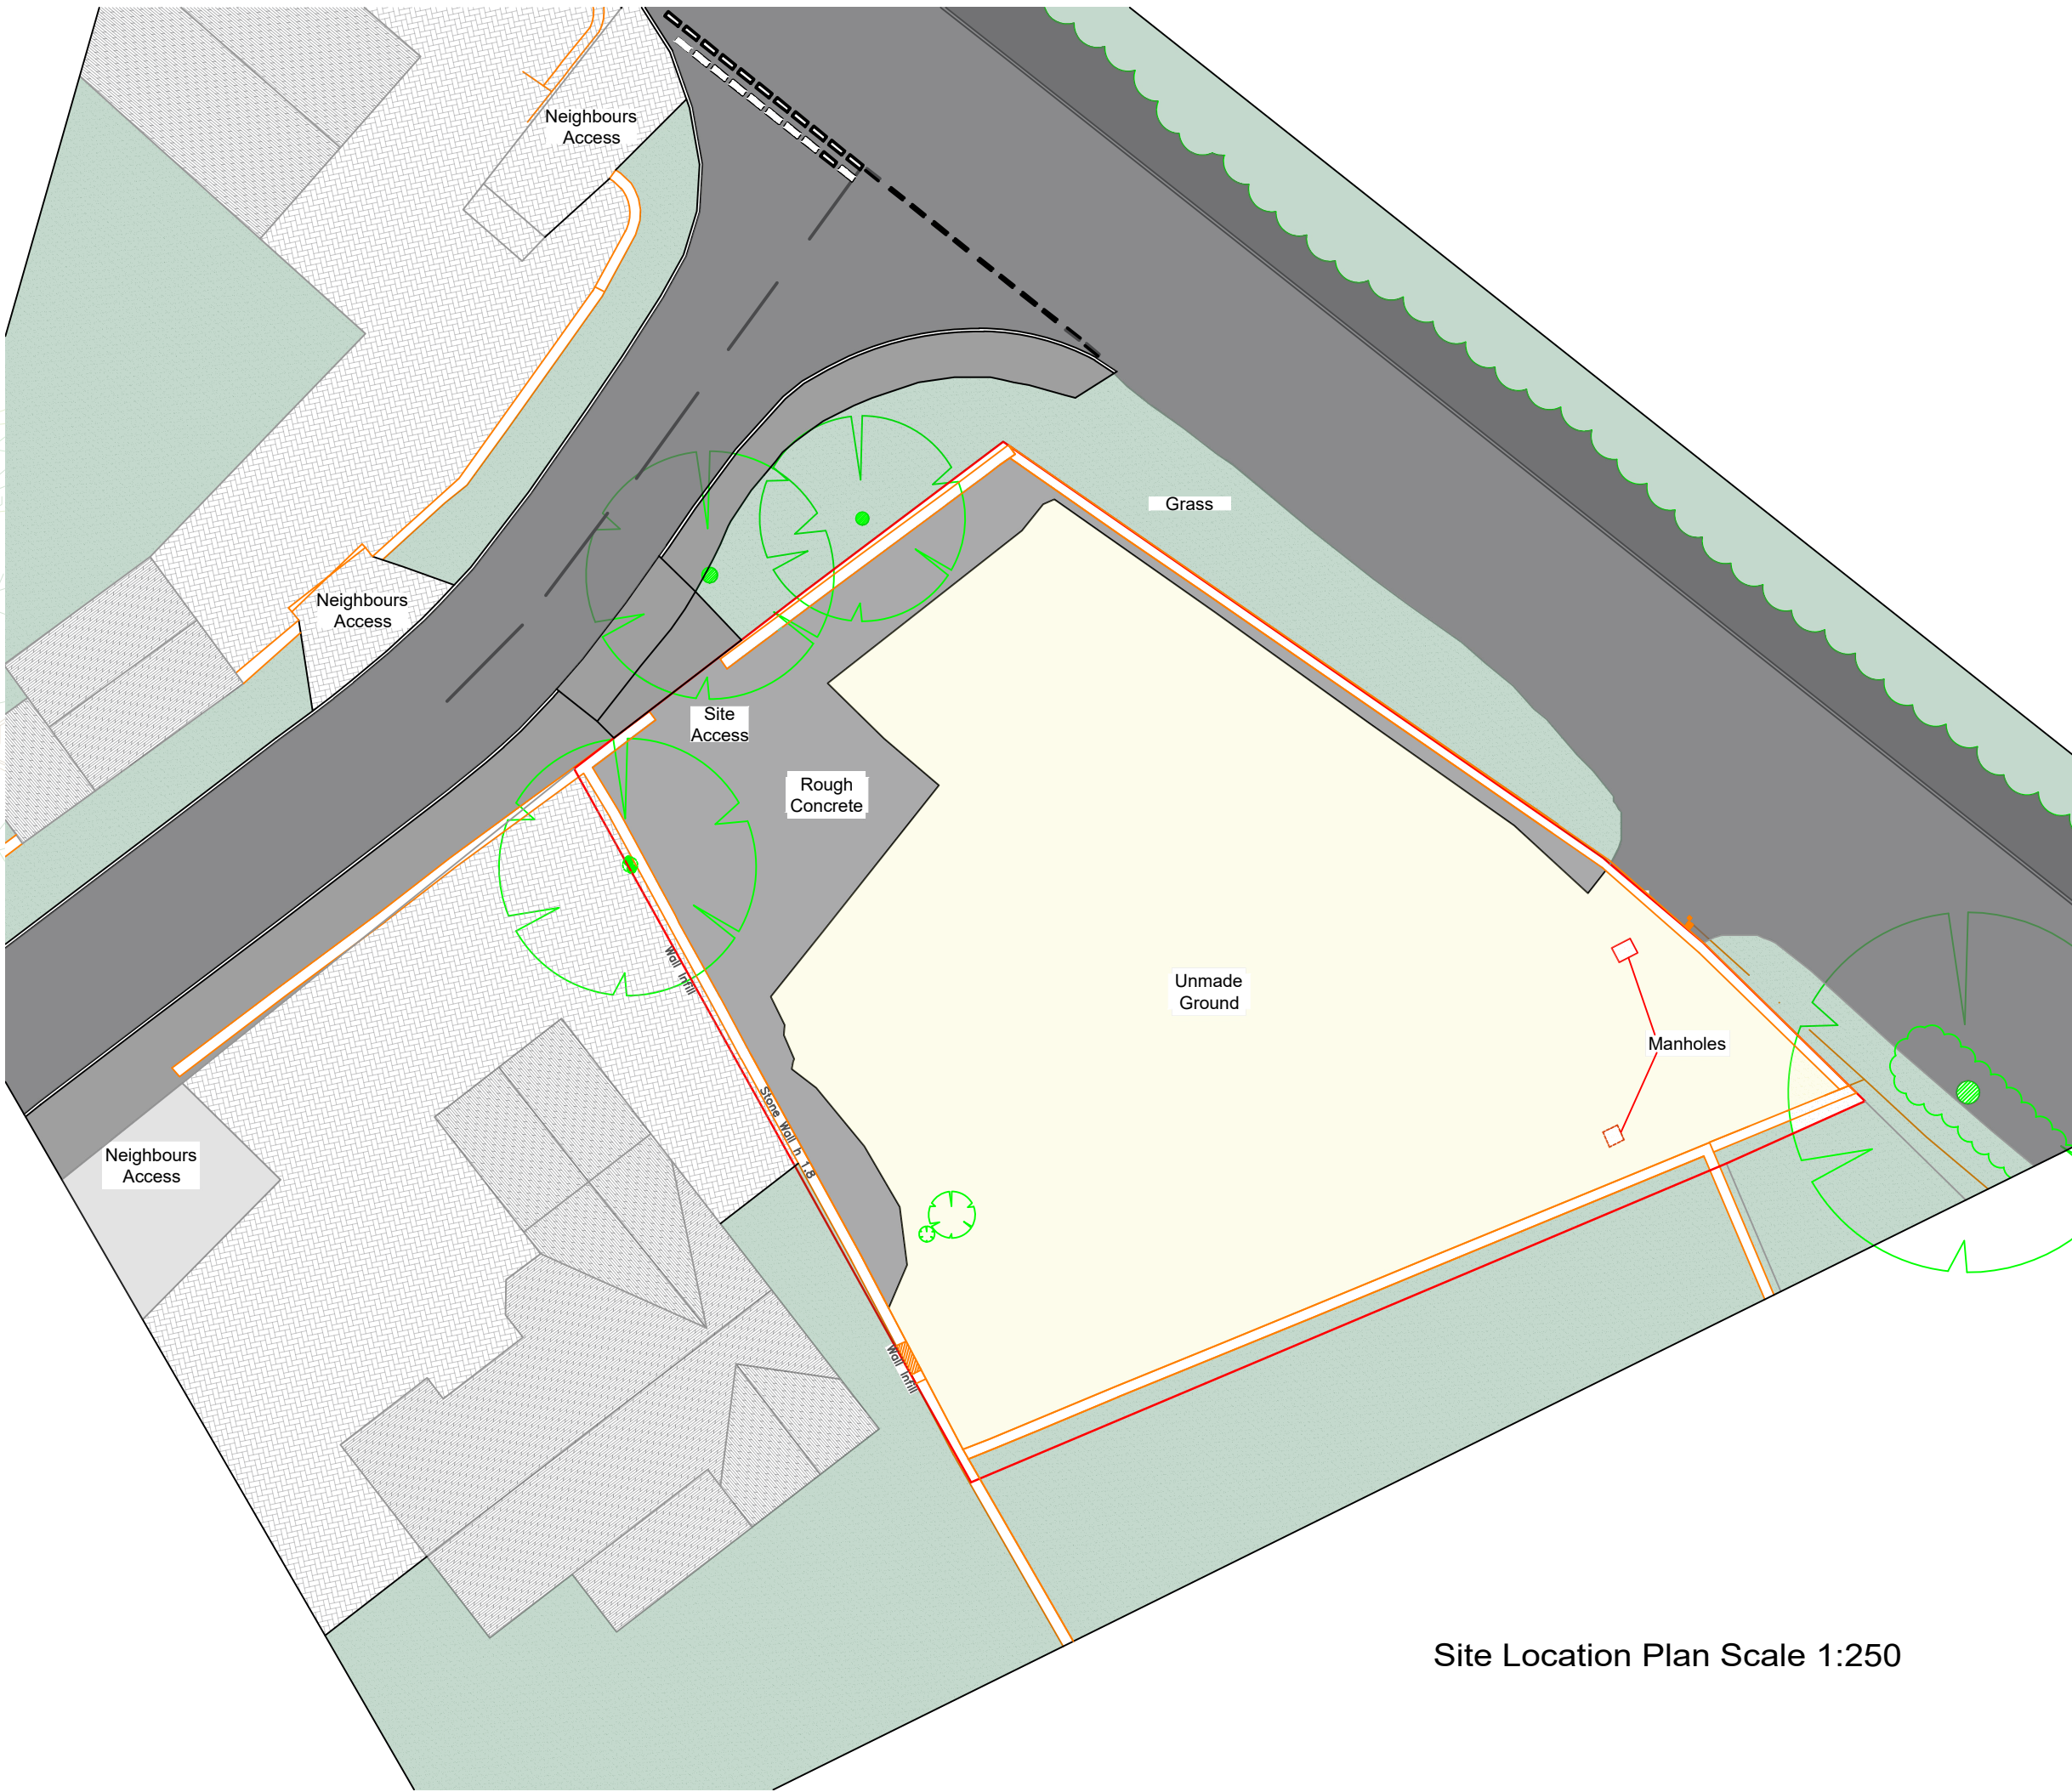 Neighbours
Access
Grass
Neighbours
Access
Site
Access
Rough
Concrete
Wall Infill
Unmade
Ground
Manholes
Stone Wall h 1.8
Neighbours
Access
Wall Infill
Site Location Plan Scale 1:250